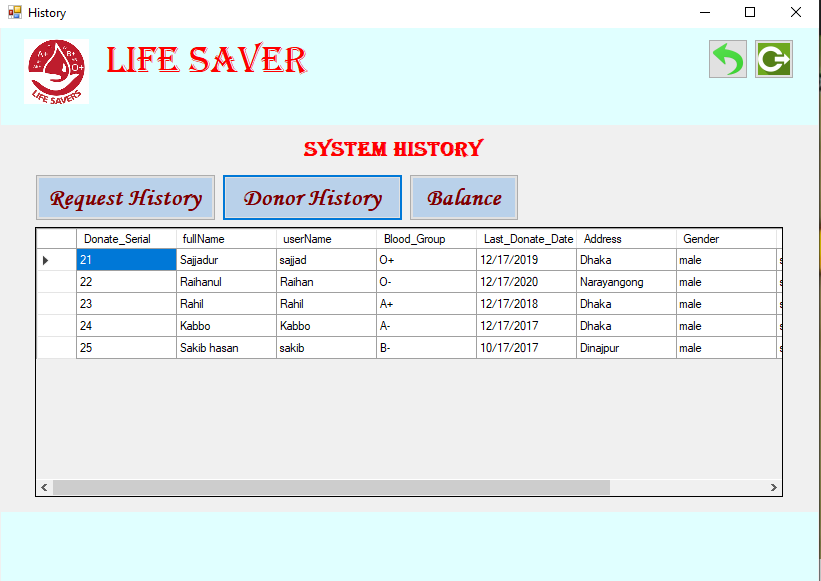 History
A+ B+
O+
LIFE SAVERS
LIFE SAVER
SYSTEM HISTORY
Request History Donor History Balance
Donate_Serial fullName userName Blood_Group Last_Donate_Date Address Gender
21 Sajjadur sajjad O+ 12/17/2019 Dhaka male
22 Raihanul Raihan O- 12/17/2020 Narayangong male
23 Rahil Rahil A+ 12/17/2018 Dhaka male
24 Kabbo Kabbo A- 12/17/2017 Dhaka male
25 Sakib hasan sakib B- 10/17/2017 Dinajpur male